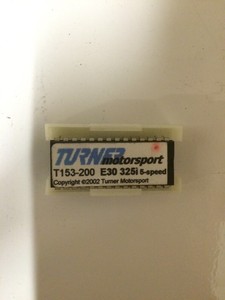 TURNER motorsport
T153-200 E30 325i 5-speed
Copyright ©2002 Turner Motorsport